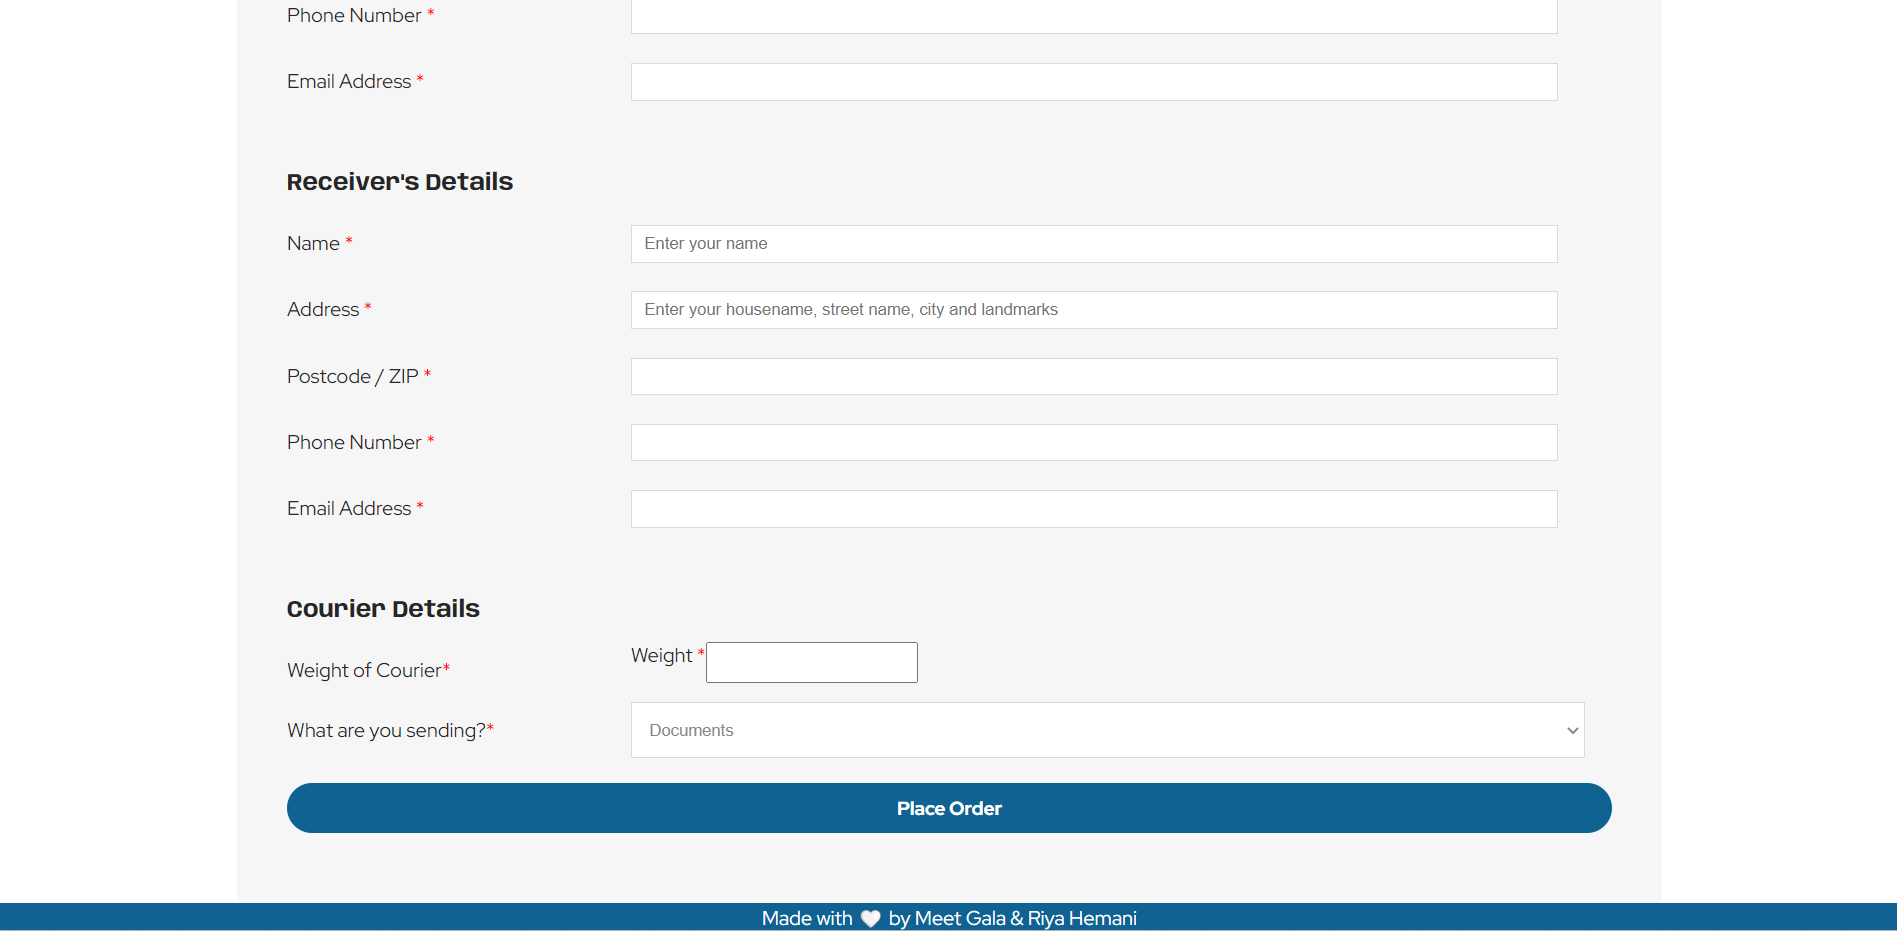 Phone Number *
Email Address *
Receiver's Details
Name *
Enter your name
Address *
Enter your housename, street name, city and landmarks
Postcode / ZIP *
Phone Number *
Email Address *
Courier Details
Weight of Courier*
Weight *
What are you sending?*
Documents
Place Order
Made with 🤍 by Meet Gala & Riya Hemani